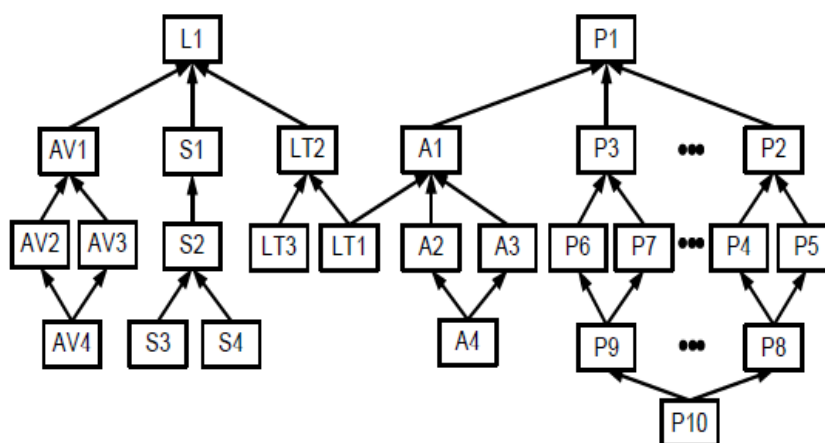 L1 P1
AV1 S1 LT2 A1 P3 P2
AV2 AV3 S2 LT3 LT1 A2 A3 P6 P7 P4 P5
AV4 S3 S4 A4 P9 P8
P10